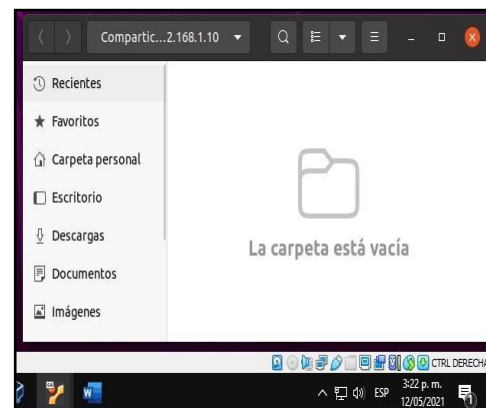 Compartic...2.168.1.10
Recientes
Favoritos
Carpeta personal
Escritorio
Descargas
Documentos
Imágenes
La carpeta está vacía
CTRL DERECHA
ESP
3:22 p. m.
12/05/2021
1